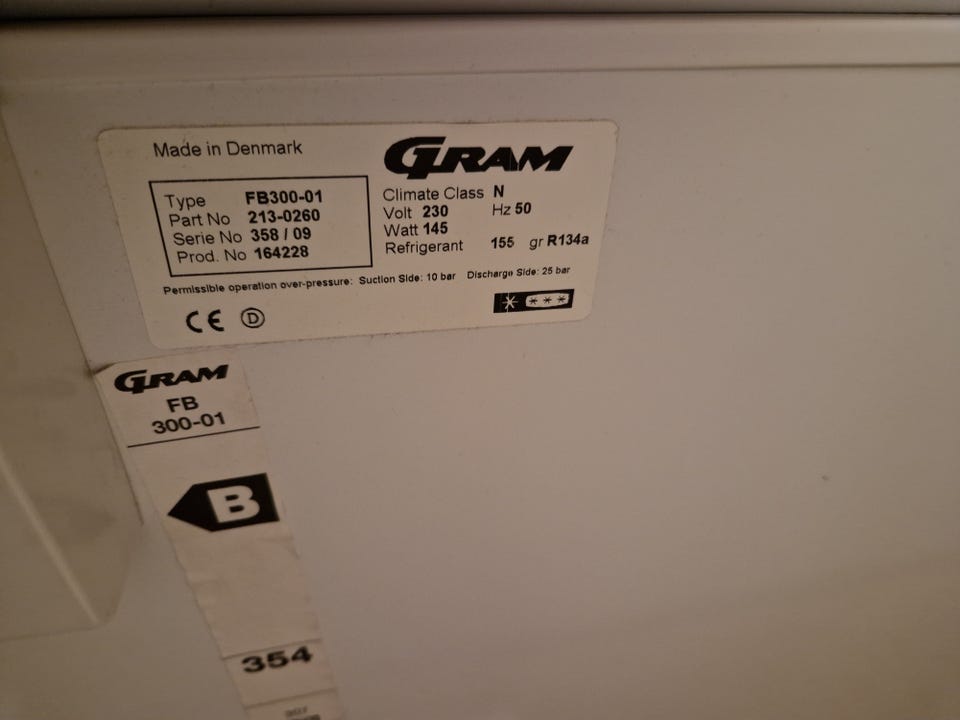 Made in Denmark
GRAM
Type FB300-01
Part No 213-0260
Serie No 358 / 09
Prod. No 164228
Climate Class N
Volt 230 Hz 50
Watt 145
Refrigerant 155 gr R134a
Permissible operation over-pressure: Suction Side: 10 bar Discharge Side: 25 bar
CE D
GRAM
FB
300-01
B
354